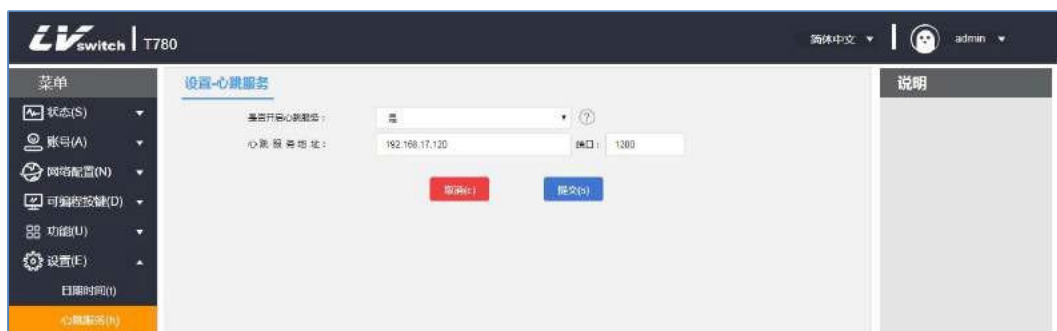 LVswitch | T780
简体中文
admin
菜单
设置-心跳服务
说明
状态(S)
账号(A)
网络配置(N)
可编程按键(D)
功能(U)
设置(E)
日期时间(t)
心跳服务(h)
是否开启心跳服务：
是
?
心跳服务地址：
192.168.17.120
端口：
1200
取消(c)
提交(s)